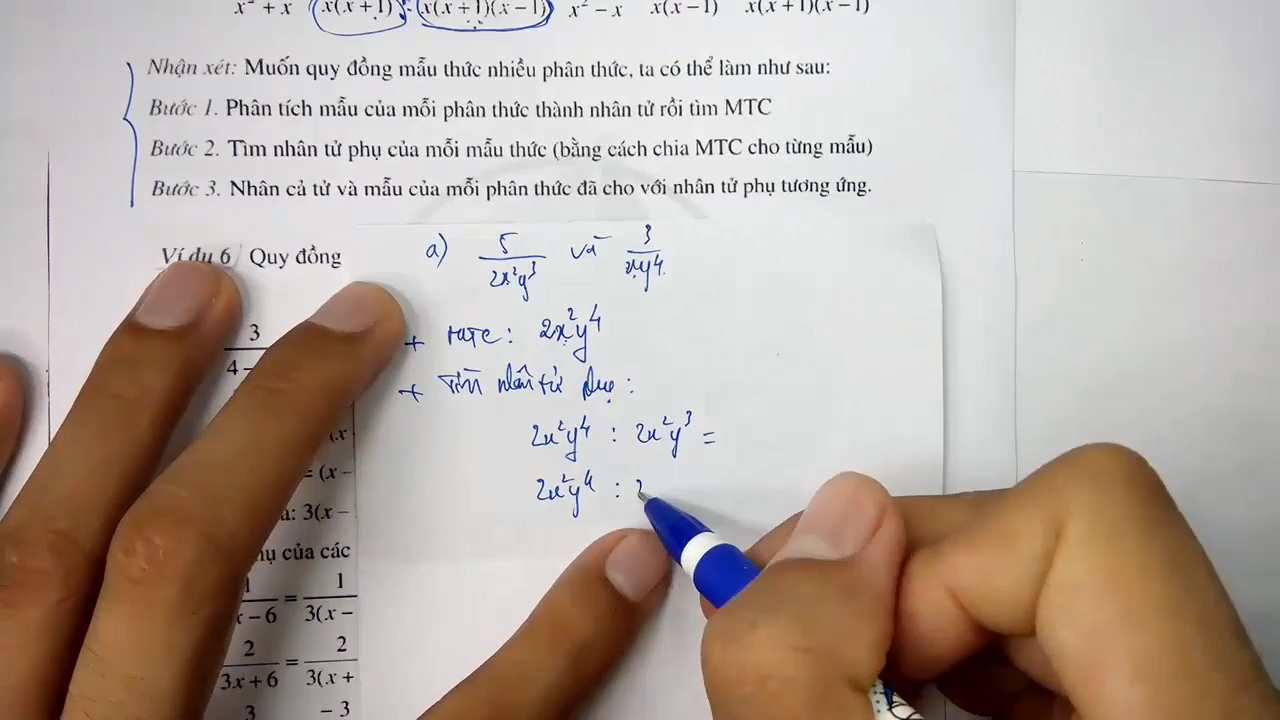 x² + x   x(x+1)   x(x+1)(x−1)   x² − x   x(x−1)   x(x+1)(x−1)
Nhận xét: Muốn quy đồng mẫu thức nhiều phân thức, ta có thể làm như sau:
Bước 1. Phân tích mẫu của mỗi phân thức thành nhân tử rồi tìm MTC
Bước 2. Tìm nhân tử phụ của mỗi mẫu thức (bằng cách chia MTC cho từng mẫu)
Bước 3. Nhân cả tử và mẫu của mỗi phân thức đã cho với nhân tử phụ tương ứng.
Ví dụ 6 Quy đồng
a) 5/2x²y³ và 3/xy⁴
+ MTC: 2x²y⁴
3/4−
+ Tìm nhân tử phụ:
2x²y⁴ : 2x²y³ =
(x
= (x −
2x²y⁴ :
a: 3(x −
ụ của các
1/x − 6 = 1/3(x −
2/3x + 6 = 2/3(x +
3   − 3